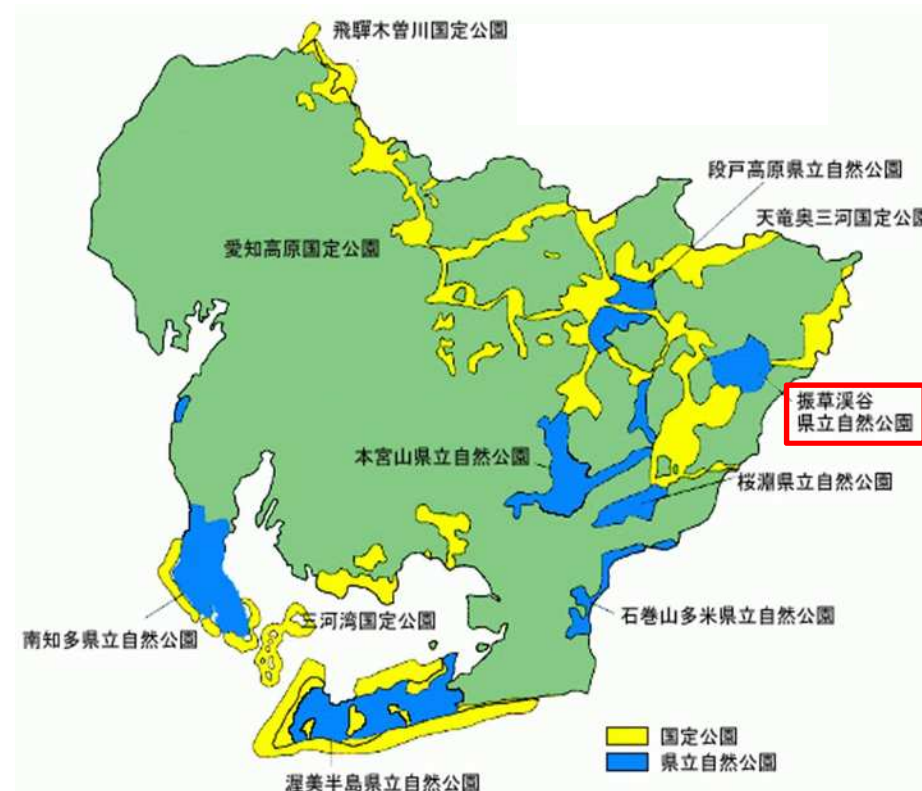 飛騨木曽川国定公園
段戸高原県立自然公園
天竜奥三河国定公園
愛知高原国定公園
振草渓谷
県立自然公園
本宮山県立自然公園
桜淵県立自然公園
石巻山多米県立自然公園
三河湾国定公園
南知多県立自然公園
国定公園
県立自然公園
渥美半島県立自然公園